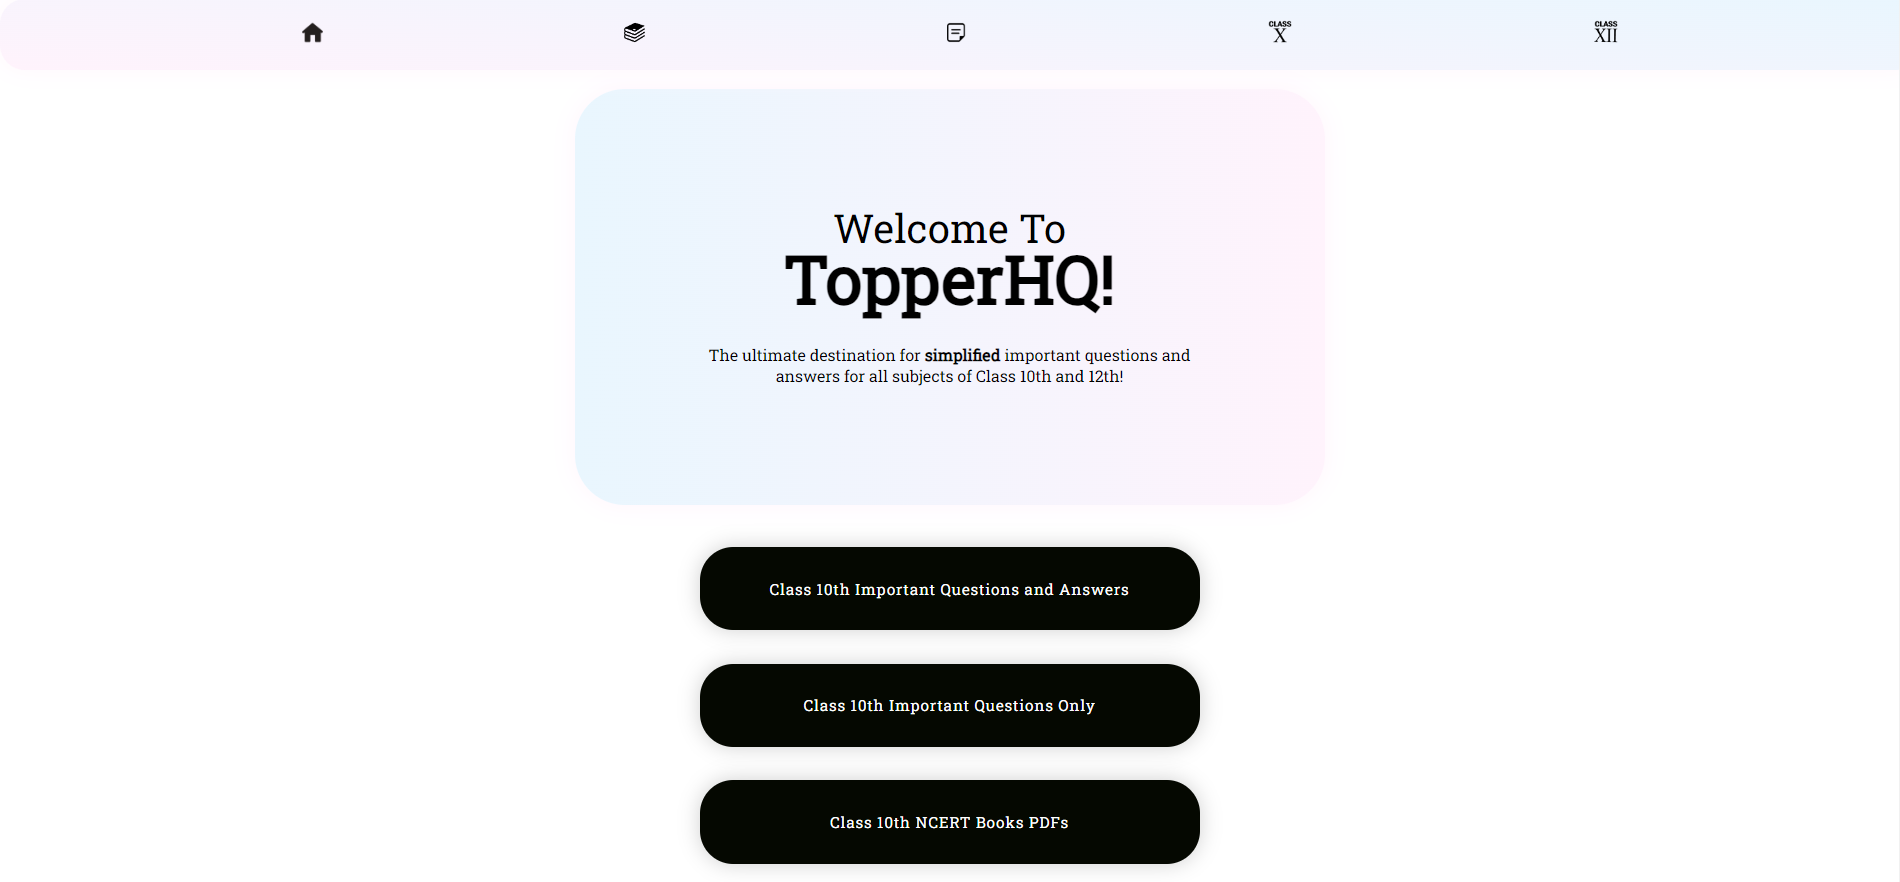 CLASS
X
CLASS
XII
Welcome To
TopperHQ!
The ultimate destination for simplified important questions and
answers for all subjects of Class 10th and 12th!
Class 10th Important Questions and Answers
Class 10th Important Questions Only
Class 10th NCERT Books PDFs